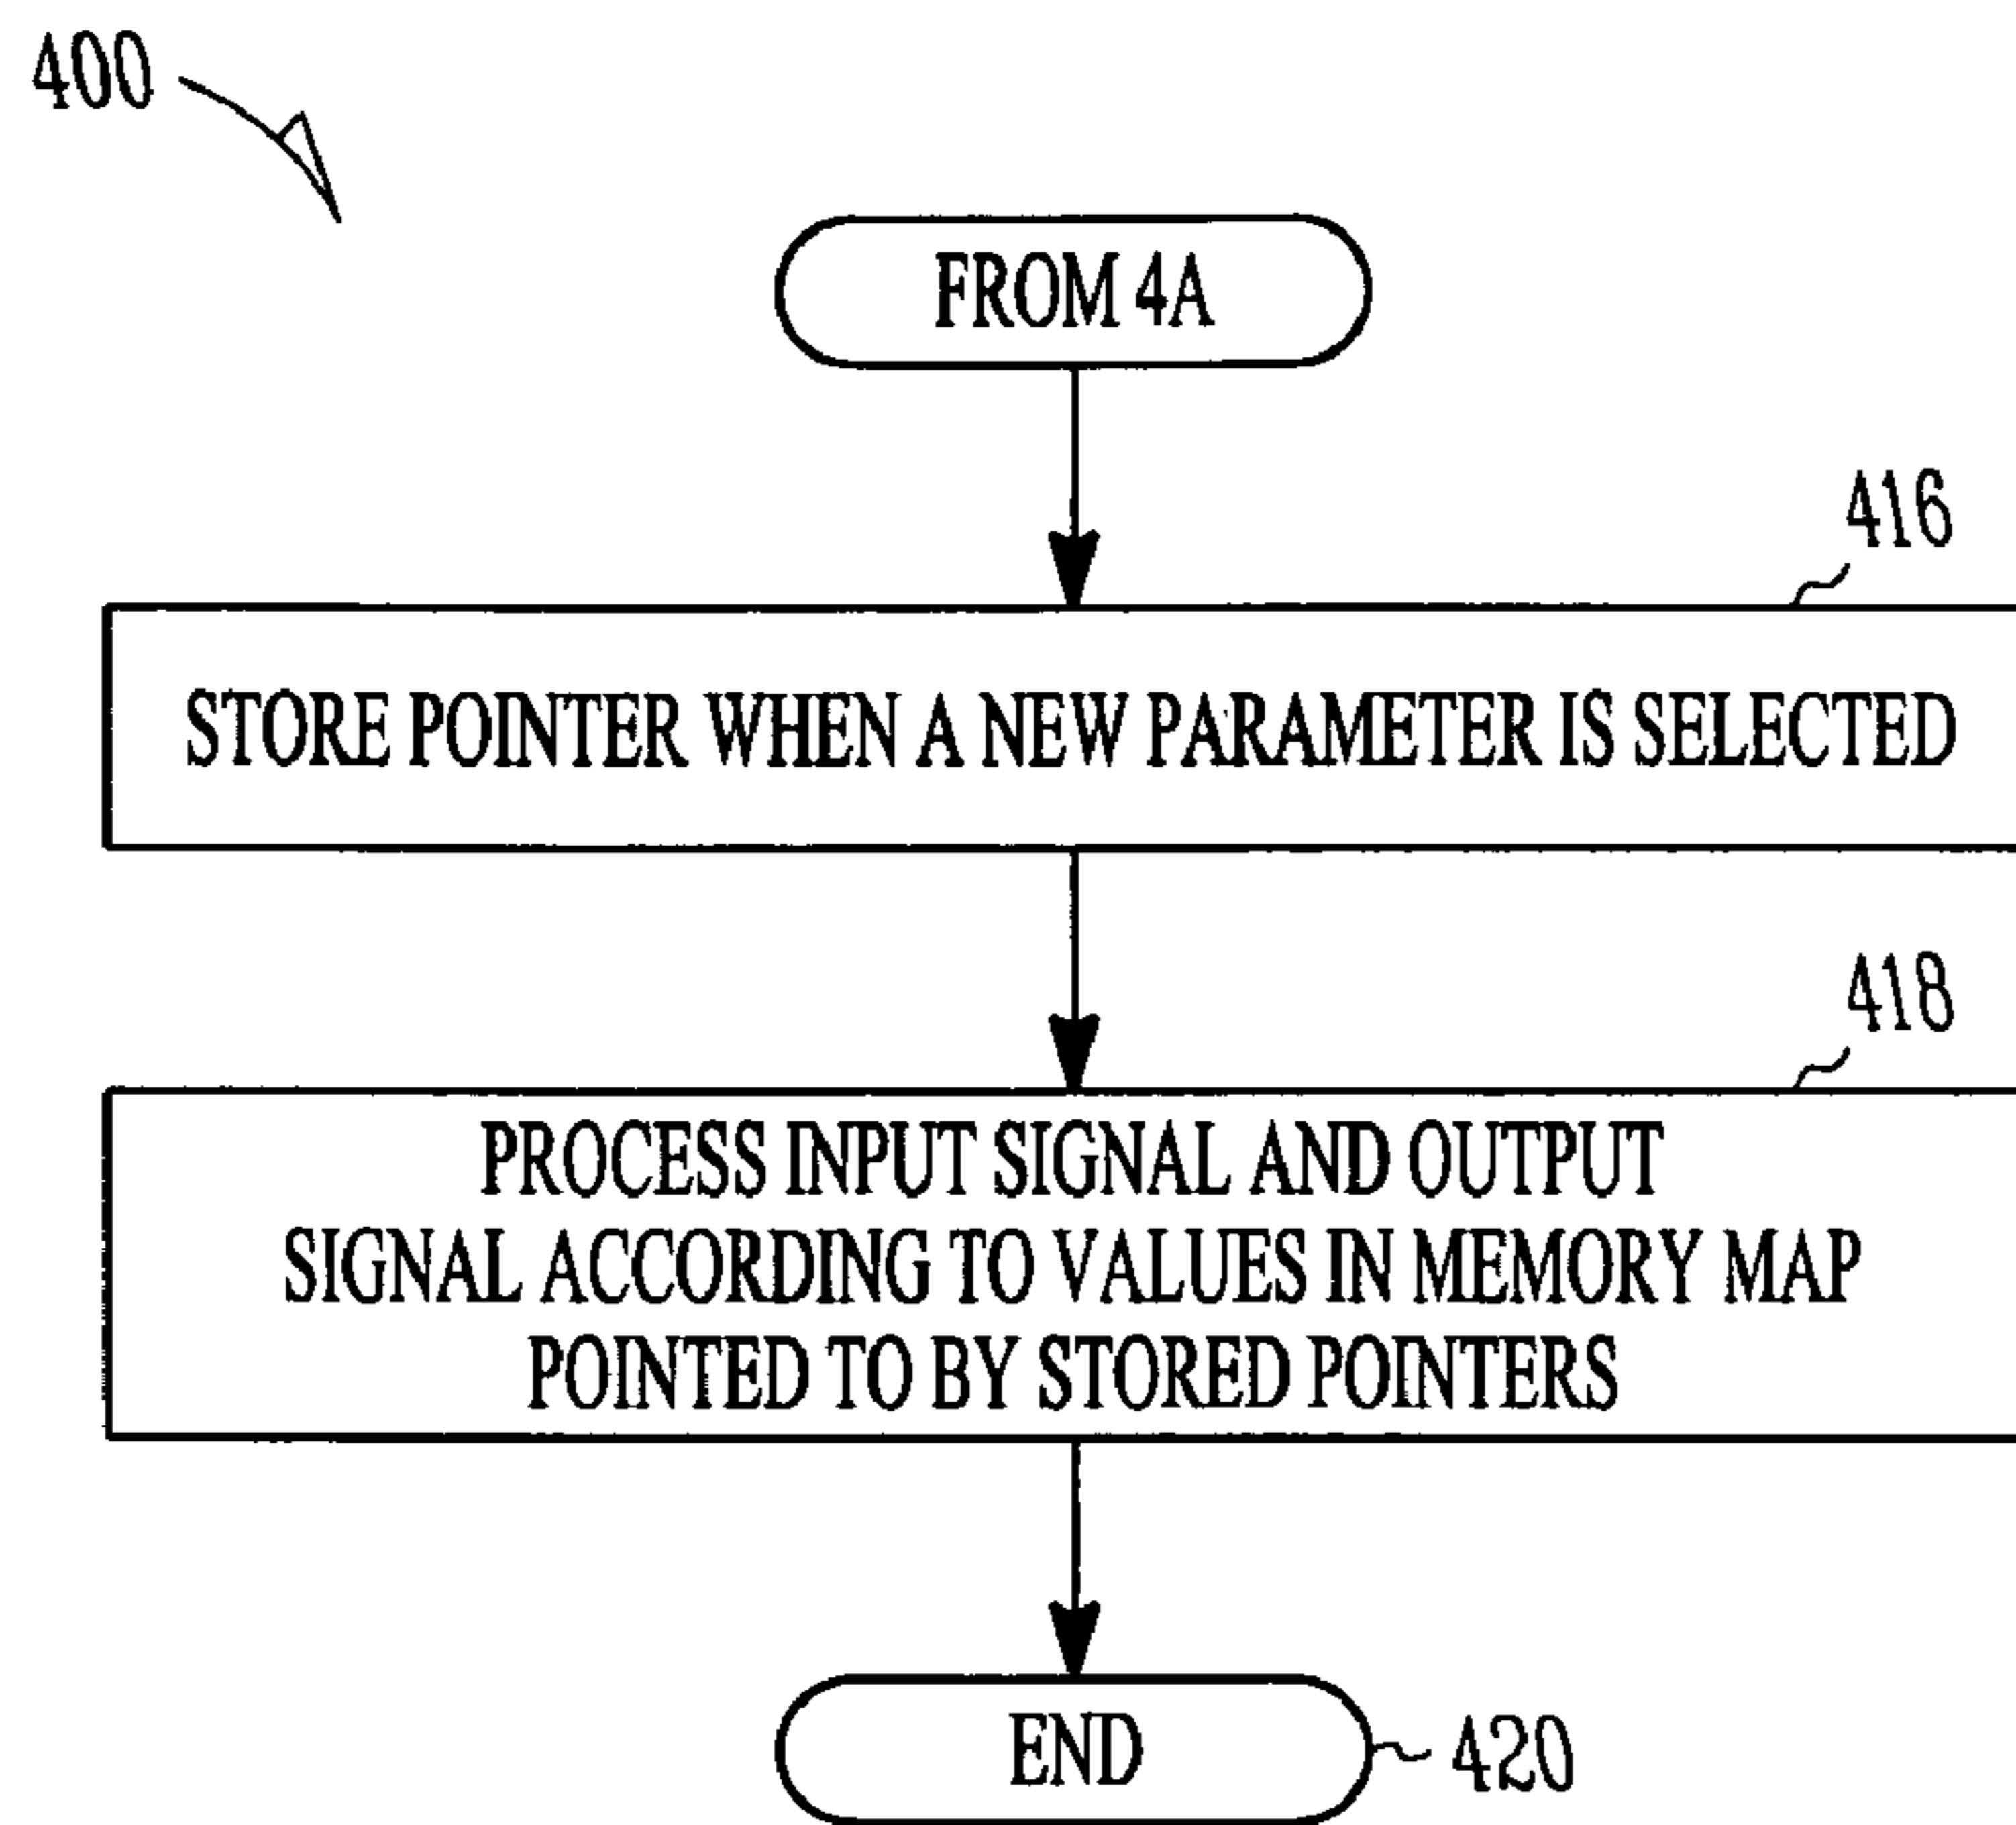 400
FROM 4A
416
STORE POINTER WHEN A NEW PARAMETER IS SELECTED
418
PROCESS INPUT SIGNAL AND OUTPUT
SIGNAL ACCORDING TO VALUES IN MEMORY MAP
POINTED TO BY STORED POINTERS
END
420